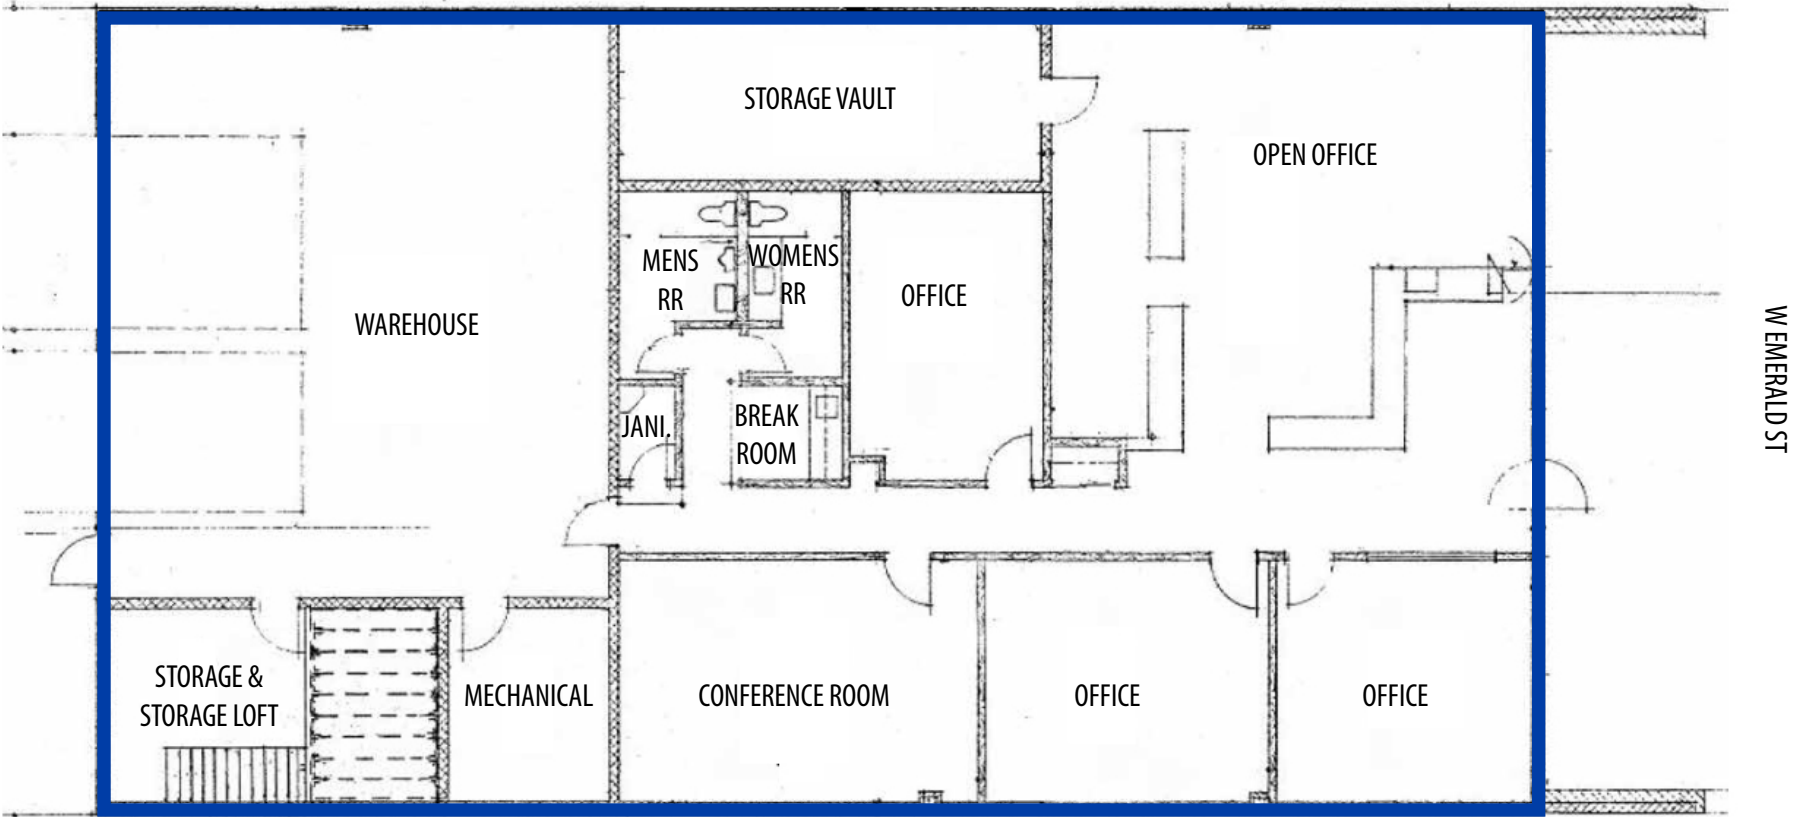 STORAGE VAULT
OPEN OFFICE
MENS
RR
WOMENS
RR
OFFICE
WAREHOUSE
W EMERALD ST
JANI.
BREAK
ROOM
STORAGE &
STORAGE LOFT
MECHANICAL
CONFERENCE ROOM
OFFICE
OFFICE